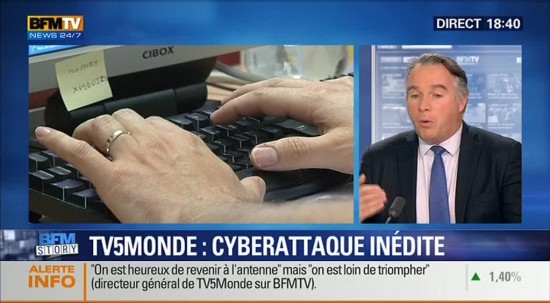 BFMTV
NEWS 24/7
DIRECT 18:40
CIBOX
TV5MONDE : CYBERATTAQUE INÉDITE
BFM
STORY
ALERTE
INFO
"On est heureux de revenir à l'antenne" mais "on est loin de triompher"
(directeur général de TV5Monde sur BFMTV).
1,40%